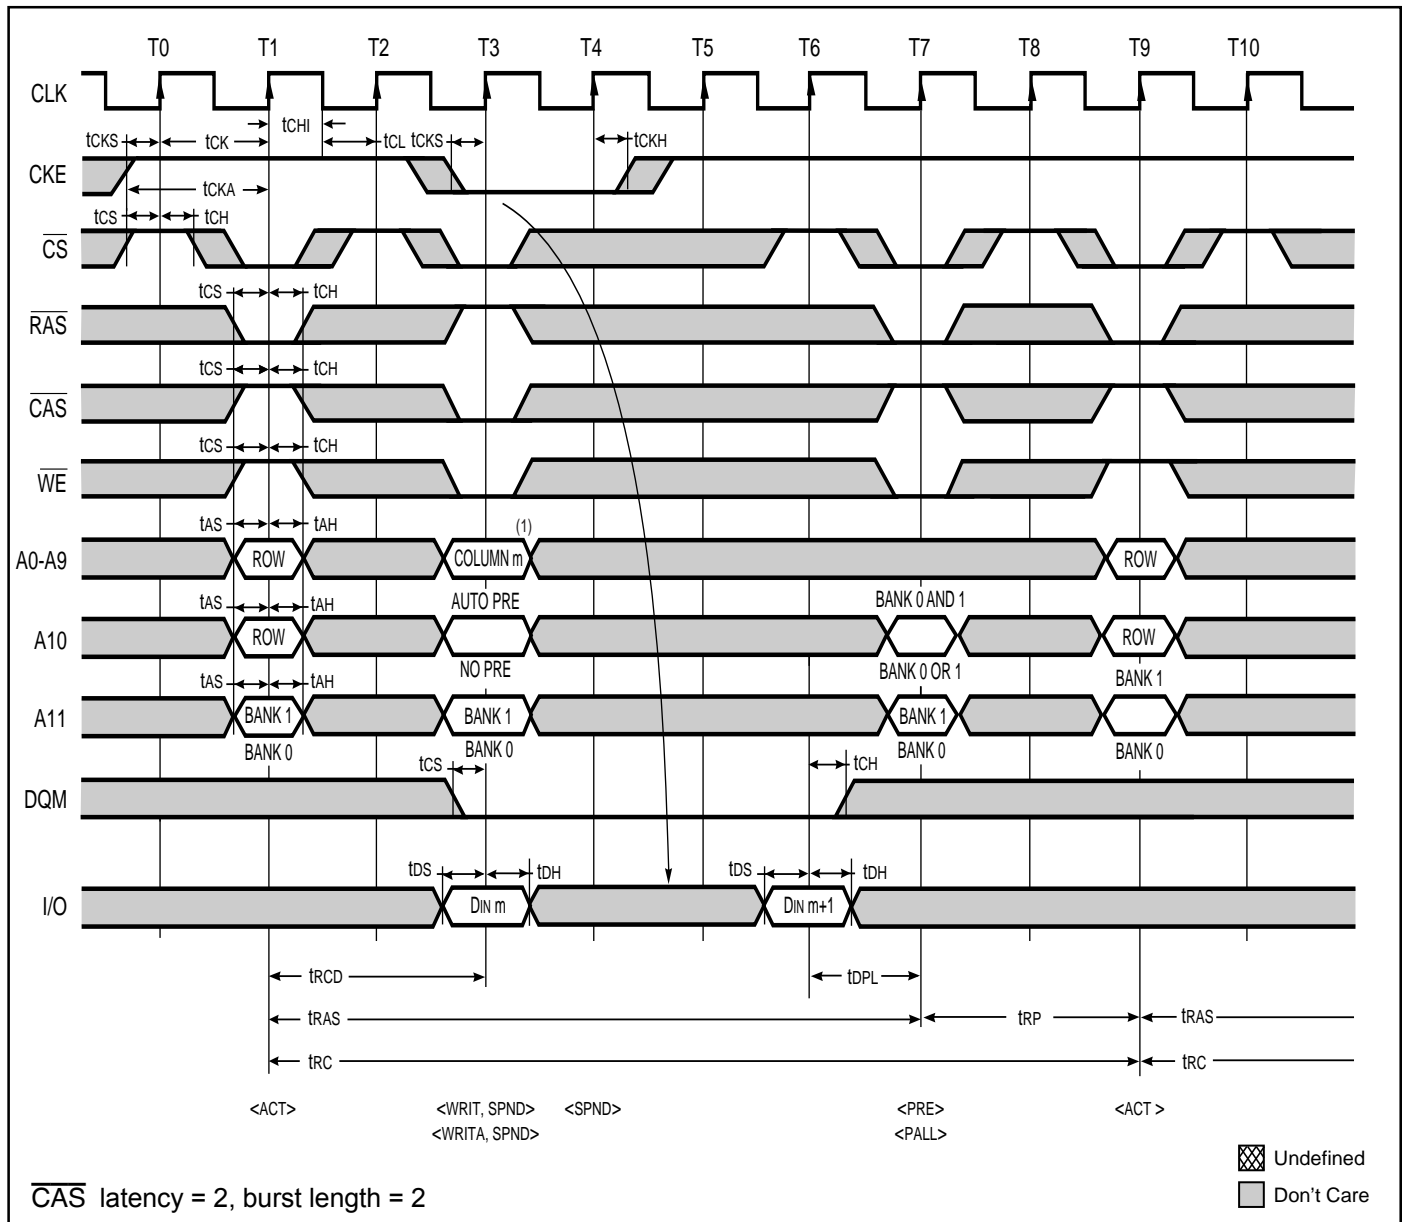 T0 T1 T2 T3 T4 T5 T6 T7 T8 T9 T10
CLK
tCHI
tCKS tCK tCL tCKS tCKH
CKE
tCKA
tCS tCH
CS
tCS tCH
RAS
tCS tCH
CAS
tCS tCH
WE
tAS tAH (1)
A0-A9 ROW COLUMN m ROW
tAS tAH AUTO PRE BANK 0 AND 1
A10 ROW ROW
NO PRE BANK 0 OR 1 BANK 1
tAS tAH
A11 BANK 1 BANK 1 BANK 1
BANK 0 BANK 0 BANK 0 BANK 0
tCS tCH
DQM
tDS tDH tDS tDH
I/O DIN m DIN m+1
tRCD tDPL
tRAS tRP tRAS
tRC tRC
<ACT> <WRIT, SPND> <SPND> <PRE> <ACT >
<WRITA, SPND> <PALL>
Undefined
CAS latency = 2, burst length = 2 Don't Care